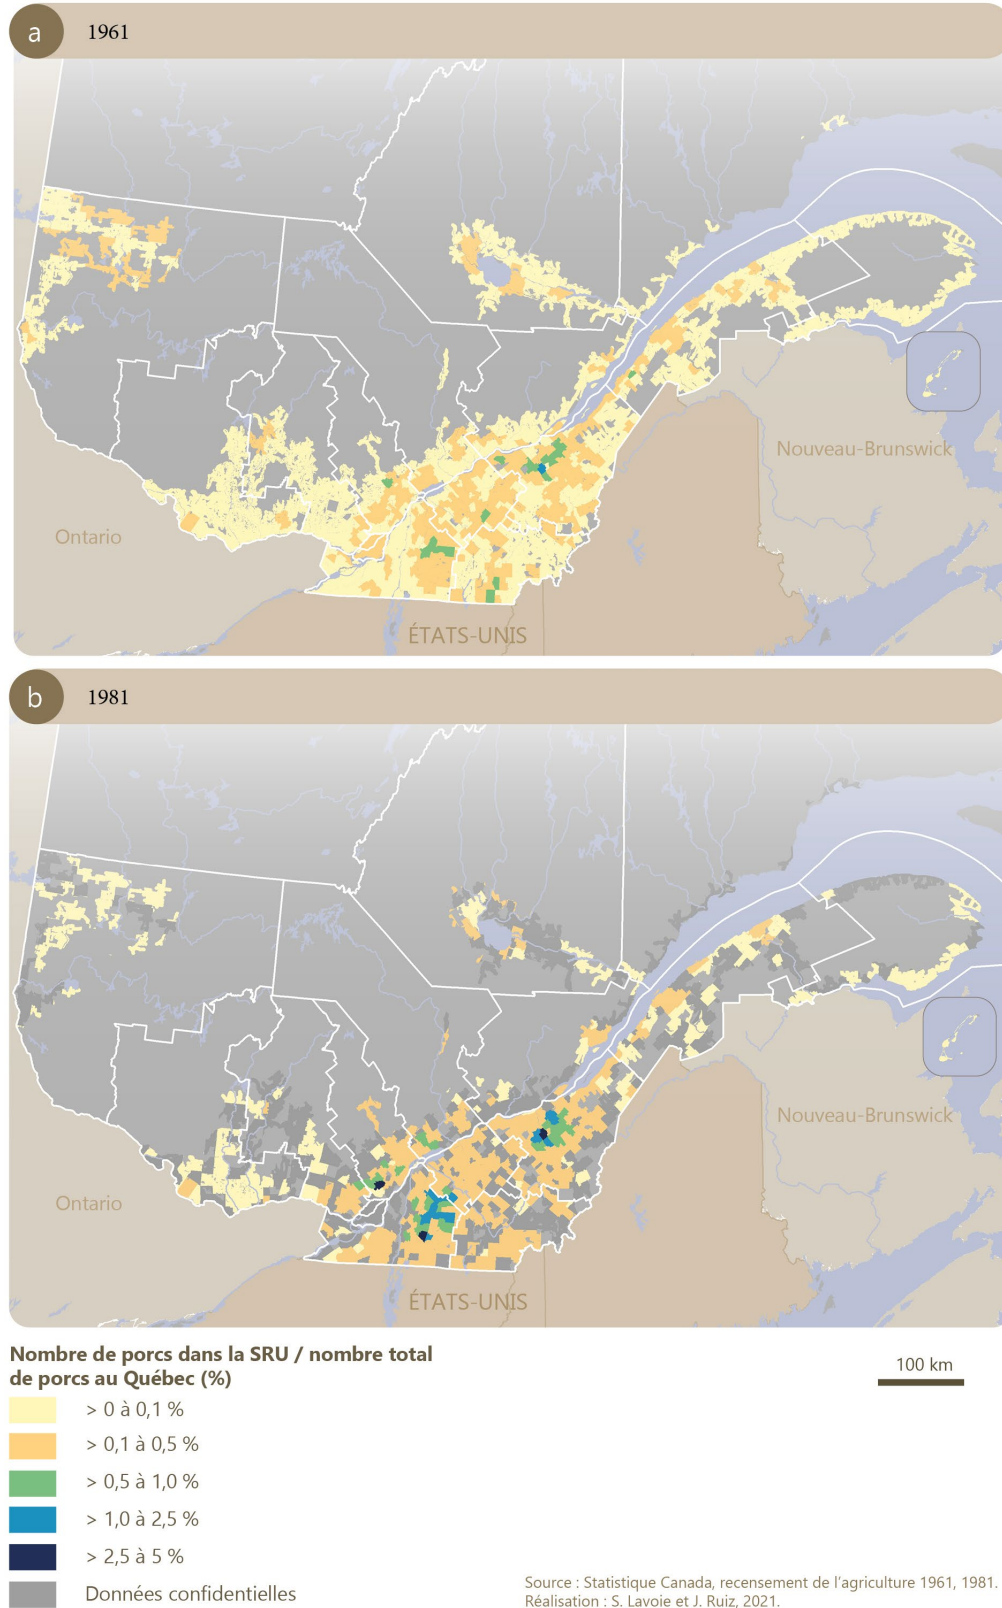 a 1961
Nouveau-Brunswick
Ontario
ÉTATS-UNIS
b 1981
Nouveau-Brunswick
Ontario
ÉTATS-UNIS
Nombre de porcs dans la SRU / nombre total
de porcs au Québec (%)
100 km
> 0 à 0,1 %
> 0,1 à 0,5 %
> 0,5 à 1,0 %
> 1,0 à 2,5 %
> 2,5 à 5 %
Données confidentielles
Source : Statistique Canada, recensement de l'agriculture 1961, 1981.
Réalisation : S. Lavoie et J. Ruiz, 2021.